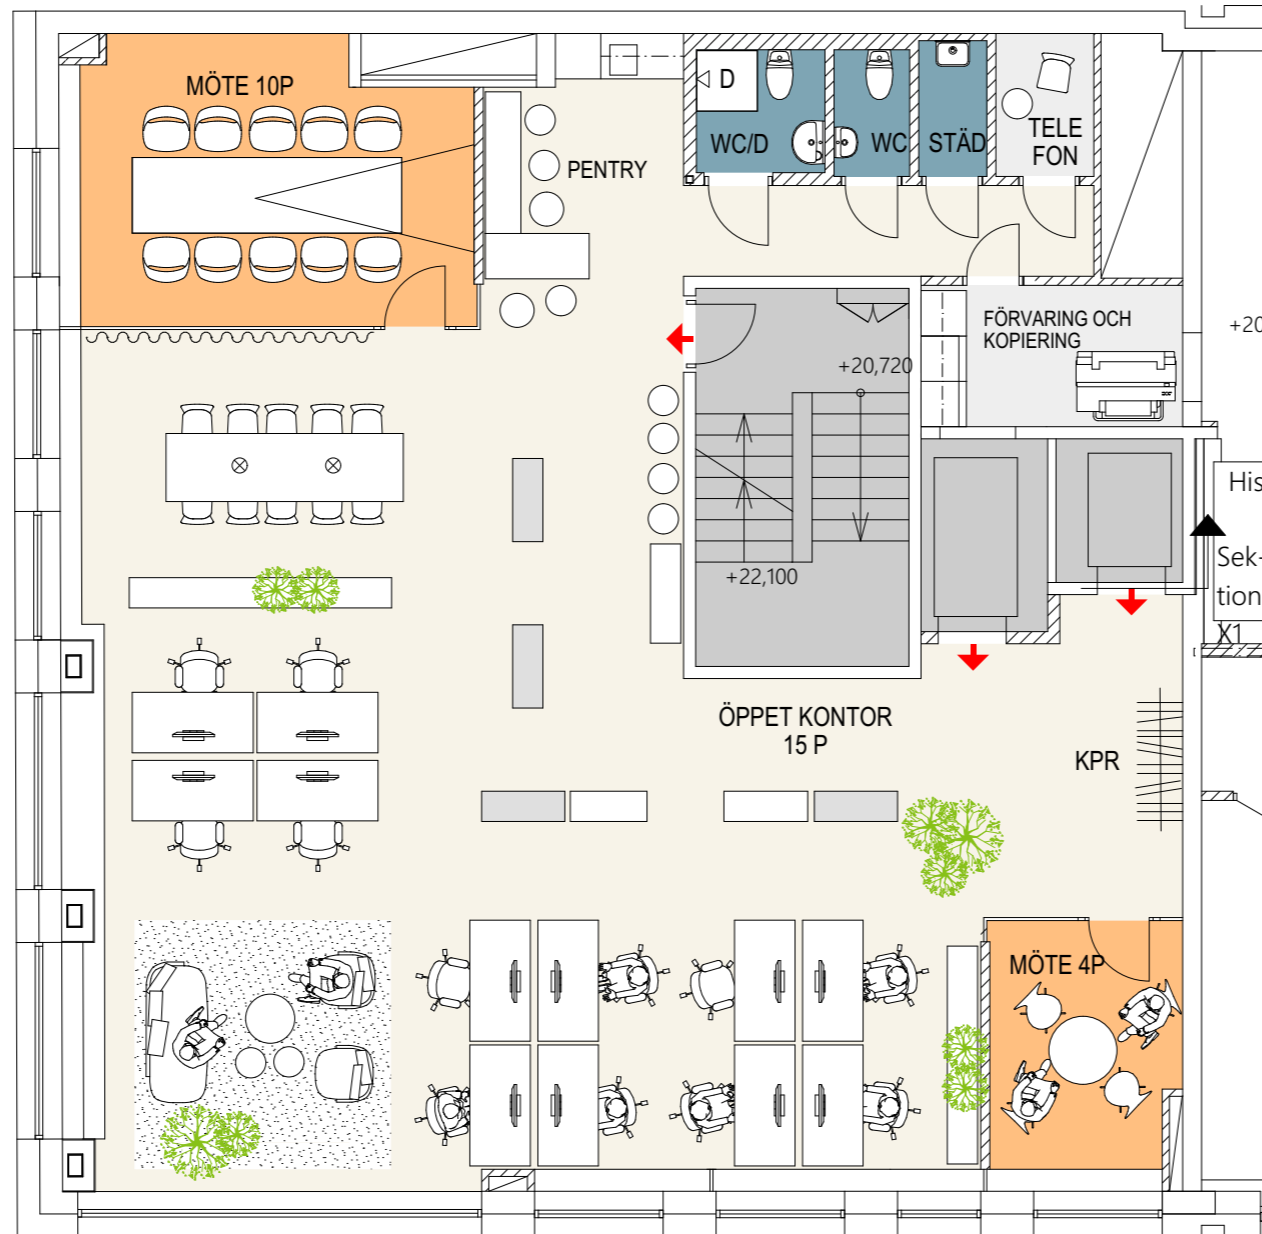 MÖTE 10P
D
WC/D
WC
STÄD
TELE
FON
PENTRY
FÖRVARING OCH
KOPIERING
+20
+20,720
His
Sek-
tion
X1
+22,100
ÖPPET KONTOR
15 P
KPR
MÖTE 4P